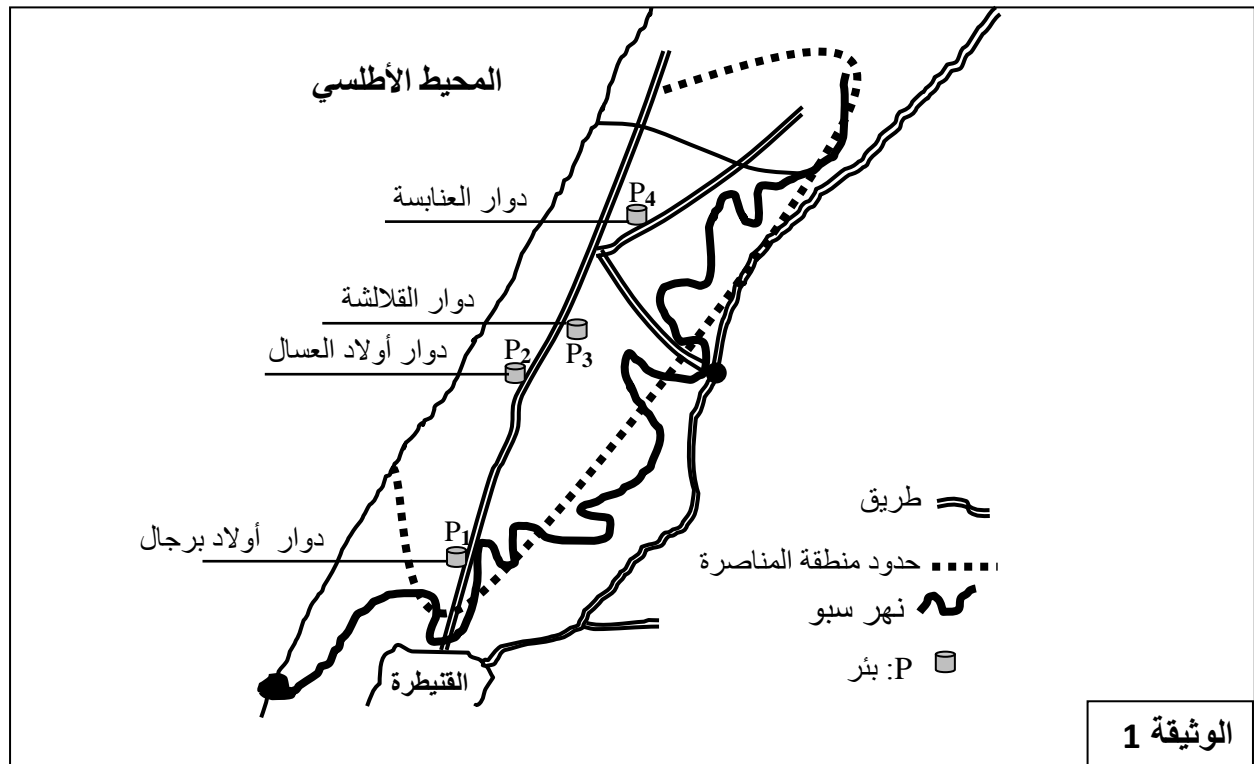 المحيط الأطلسي
دوار العنابسة
P4
دوار القلالشة
P3
دوار أولاد العسال
P2
دوار أولاد برجال
P1
طريق
حدود منطقة المناصرة
نهر سبو
P: بئر
القنيطرة
الوثيقة 1